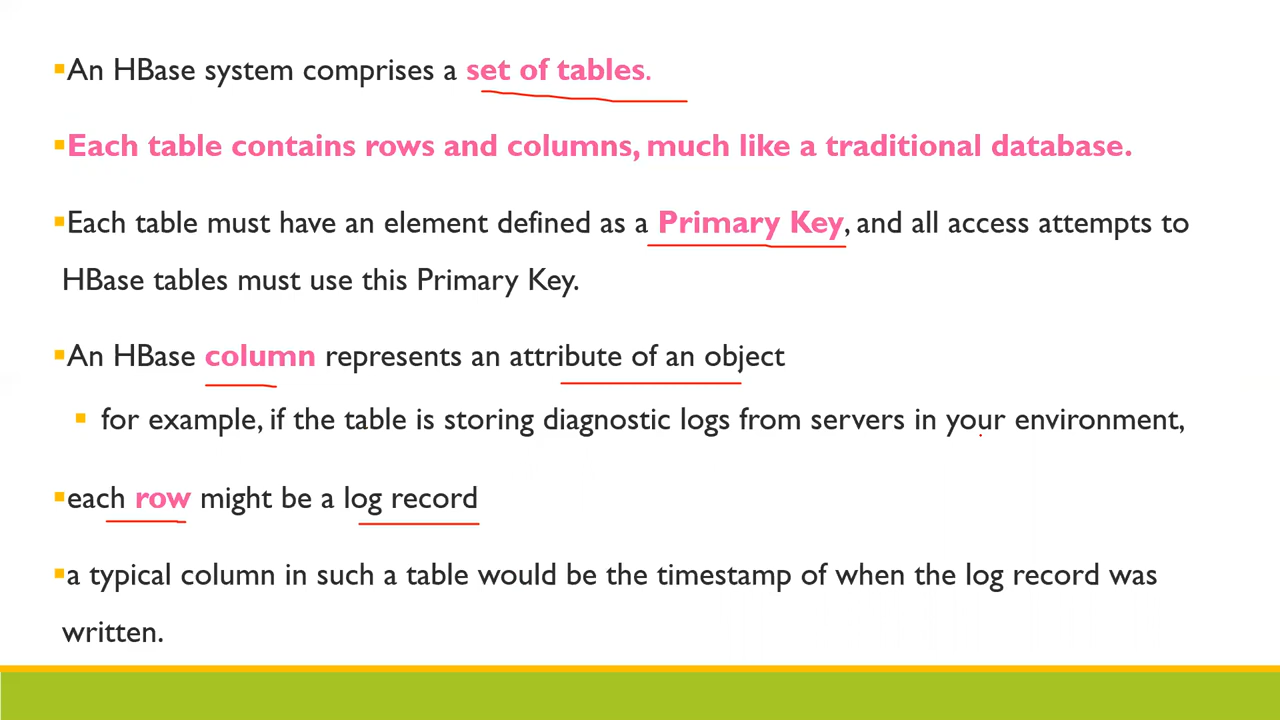 ▪An HBase system comprises a set of tables.
▪Each table contains rows and columns, much like a traditional database.
▪Each table must have an element defined as a Primary Key, and all access attempts to
HBase tables must use this Primary Key.
▪An HBase column represents an attribute of an object
▪ for example, if the table is storing diagnostic logs from servers in your environment,
▪each row might be a log record
▪a typical column in such a table would be the timestamp of when the log record was
written.